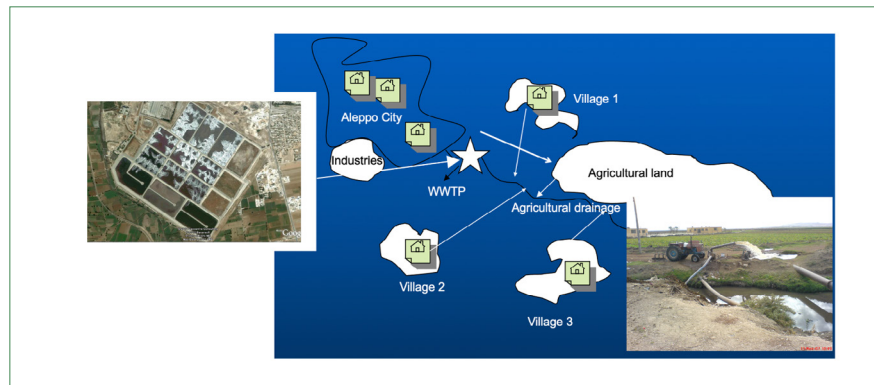 Aleppo City
Village 1
Industries
WWTP
Agricultural land
Agricultural drainage
Village 2
Village 3